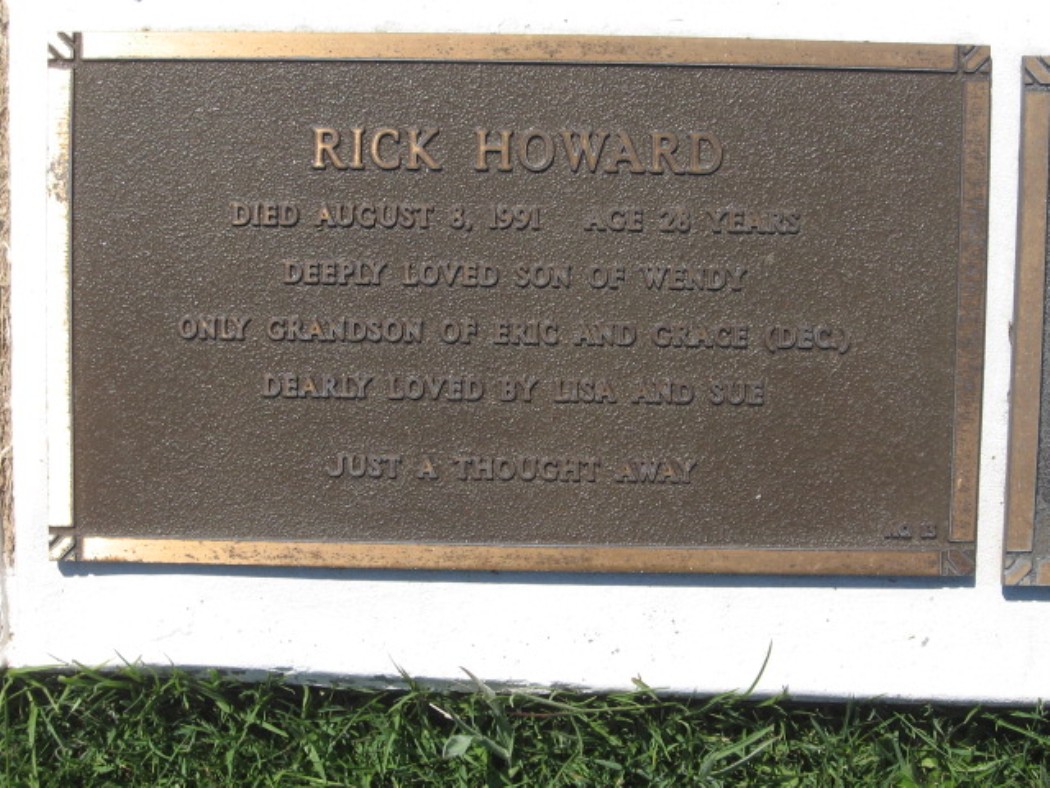 RICK HOWARD
DIED AUGUST 8, 1991 AGE 28 YEARS
DEEPLY LOVED SON OF WENDY
ONLY GRANDSON OF ERIC AND GRACE (DEC.)
DEARLY LOVED BY LISA AND SUE
JUST A THOUGHT AWAY